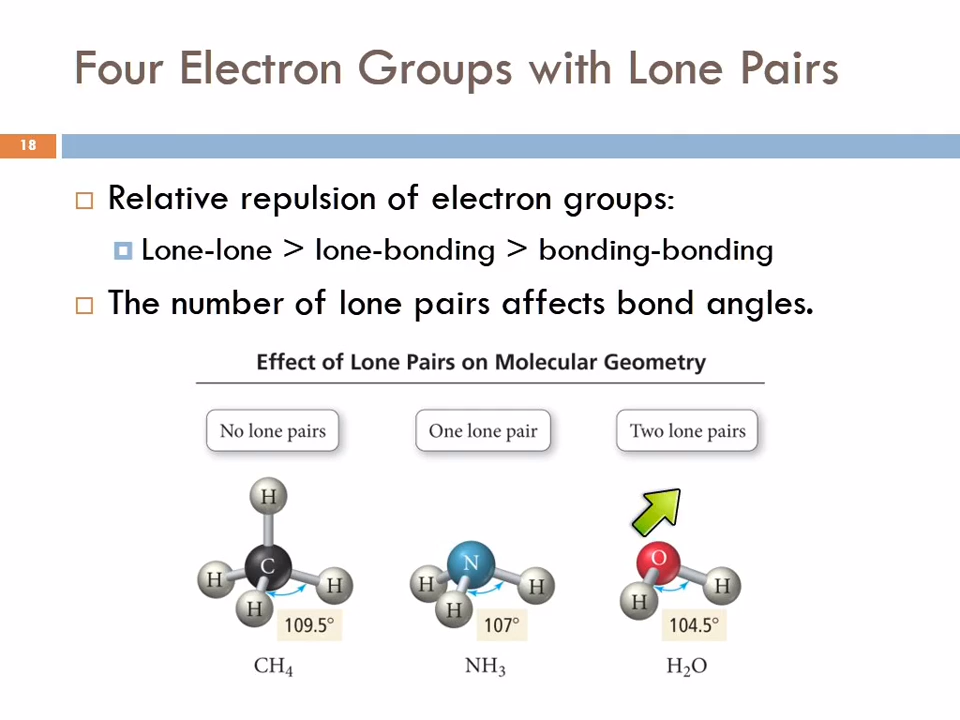 Four Electron Groups with Lone Pairs
18
Relative repulsion of electron groups:
Lone-lone > lone-bonding > bonding-bonding
The number of lone pairs affects bond angles.
Effect of Lone Pairs on Molecular Geometry
No lone pairs
One lone pair
Two lone pairs
H
C
H
H
H
109.5°
CH₄
N
H
H
H
107°
NH₃
O
H
H
104.5°
H₂O